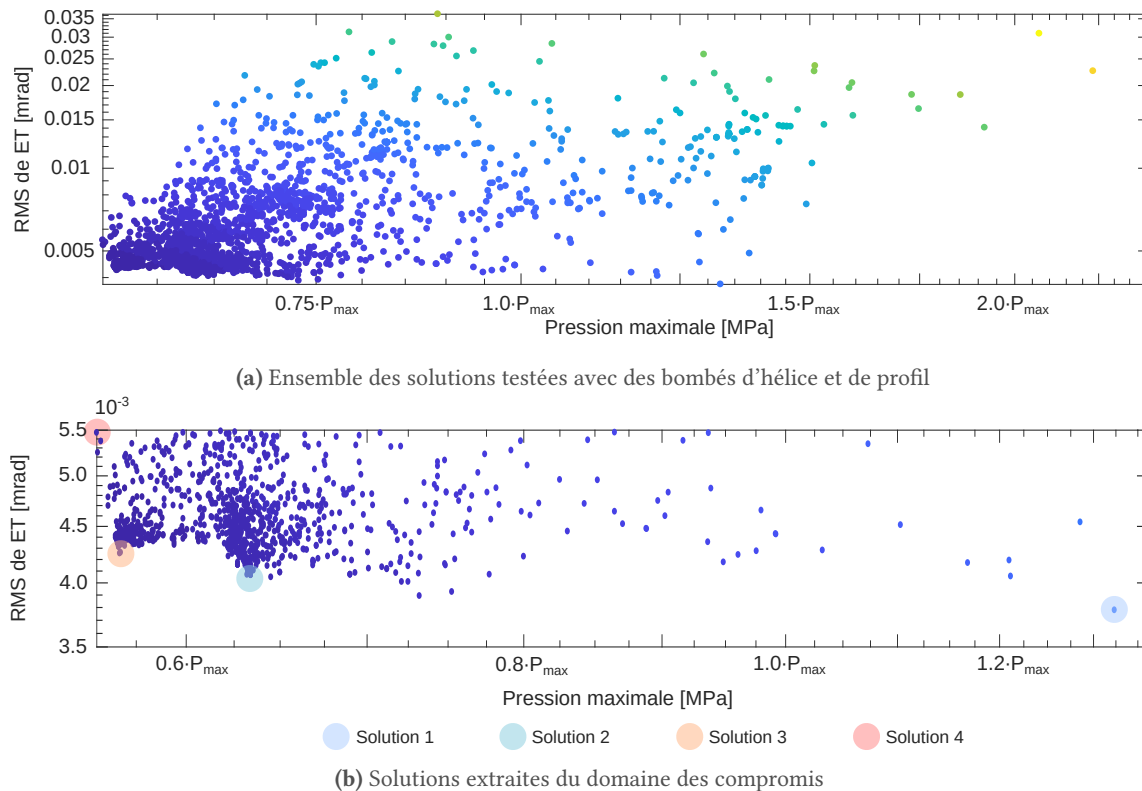 0.035
0.03
0.025
0.02
0.015
0.01
0.005
RMS de ET [mrad]
0.75·Pmax
1.0·Pmax
1.5·Pmax
2.0·Pmax
Pression maximale [MPa]
(a) Ensemble des solutions testées avec des bombés d'hélice et de profil
10-3
5.5
5.0
4.5
4.0
3.5
RMS de ET [mrad]
0.6·Pmax
0.8·Pmax
1.0·Pmax
1.2·Pmax
Pression maximale [MPa]
Solution 1
Solution 2
Solution 3
Solution 4
(b) Solutions extraites du domaine des compromis